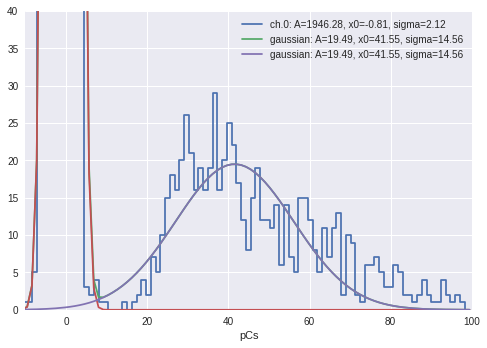 40
35
30
25
20
15
10
5
0
ch.0: A=1946.28, x0=-0.81, sigma=2.12
gaussian: A=19.49, x0=41.55, sigma=14.56
gaussian: A=19.49, x0=41.55, sigma=14.56
0 20 40 60 80 100
pCs